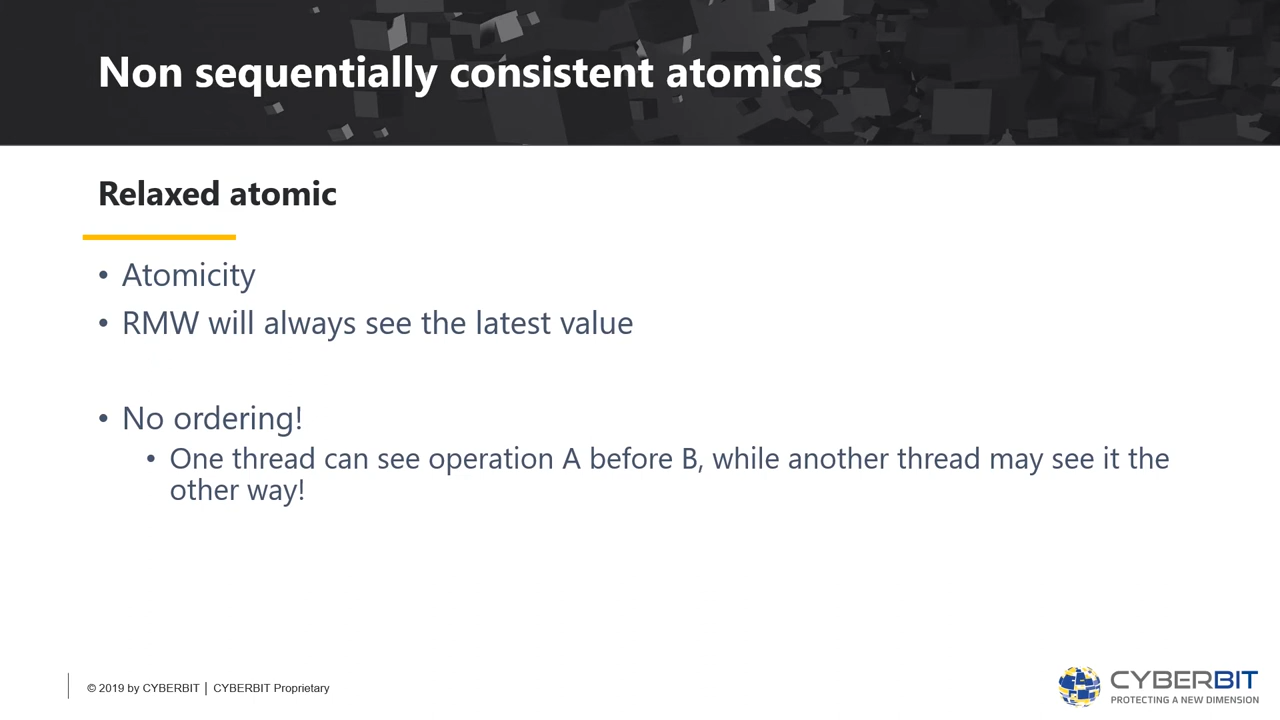 Non sequentially consistent atomics
Relaxed atomic
• Atomicity
• RMW will always see the latest value
• No ordering!
• One thread can see operation A before B, while another thread may see it the
other way!
© 2019 by CYBERBIT | CYBERBIT Proprietary
CYBERBIT
PROTECTING A NEW DIMENSION